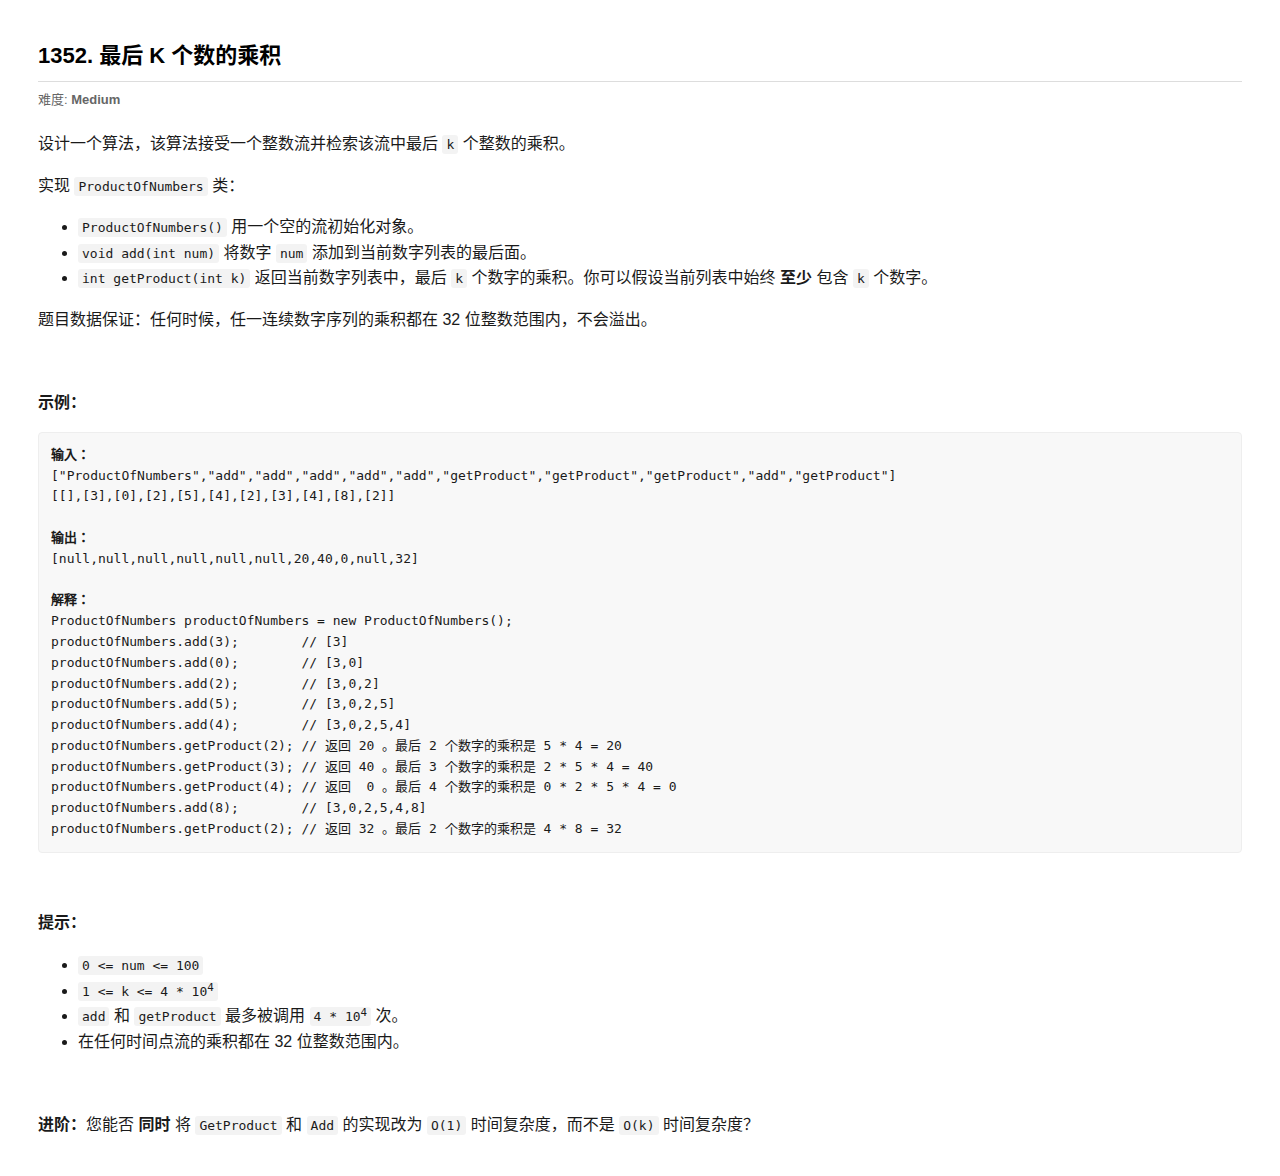 1352. 最后 K 个数的乘积
难度: Medium
设计一个算法，该算法接受一个整数流并检索该流中最后 k 个整数的乘积。
实现 ProductOfNumbers 类：
ProductOfNumbers() 用一个空的流初始化对象。
void add(int num) 将数字 num 添加到当前数字列表的最后面。
int getProduct(int k) 返回当前数字列表中，最后 k 个数字的乘积。你可以假设当前列表中始终 至少 包含 k 个数字。
题目数据保证：任何时候，任一连续数字序列的乘积都在 32 位整数范围内，不会溢出。
示例：
输入：
["ProductOfNumbers","add","add","add","add","add","getProduct","getProduct","getProduct","add","getProduct"]
[[],[3],[0],[2],[5],[4],[2],[3],[4],[8],[2]]
输出：
[null,null,null,null,null,null,20,40,0,null,32]
解释：
ProductOfNumbers productOfNumbers = new ProductOfNumbers();
productOfNumbers.add(3);        // [3]
productOfNumbers.add(0);        // [3,0]
productOfNumbers.add(2);        // [3,0,2]
productOfNumbers.add(5);        // [3,0,2,5]
productOfNumbers.add(4);        // [3,0,2,5,4]
productOfNumbers.getProduct(2); // 返回 20 。最后 2 个数字的乘积是 5 * 4 = 20
productOfNumbers.getProduct(3); // 返回 40 。最后 3 个数字的乘积是 2 * 5 * 4 = 40
productOfNumbers.getProduct(4); // 返回  0 。最后 4 个数字的乘积是 0 * 2 * 5 * 4 = 0
productOfNumbers.add(8);        // [3,0,2,5,4,8]
productOfNumbers.getProduct(2); // 返回 32 。最后 2 个数字的乘积是 4 * 8 = 32
提示：
0 <= num <= 100
1 <= k <= 4 * 10⁴
add 和 getProduct 最多被调用 4 * 10⁴ 次。
在任何时间点流的乘积都在 32 位整数范围内。
进阶：您能否 同时 将 GetProduct 和 Add 的实现改为 O(1) 时间复杂度，而不是 O(k) 时间复杂度？